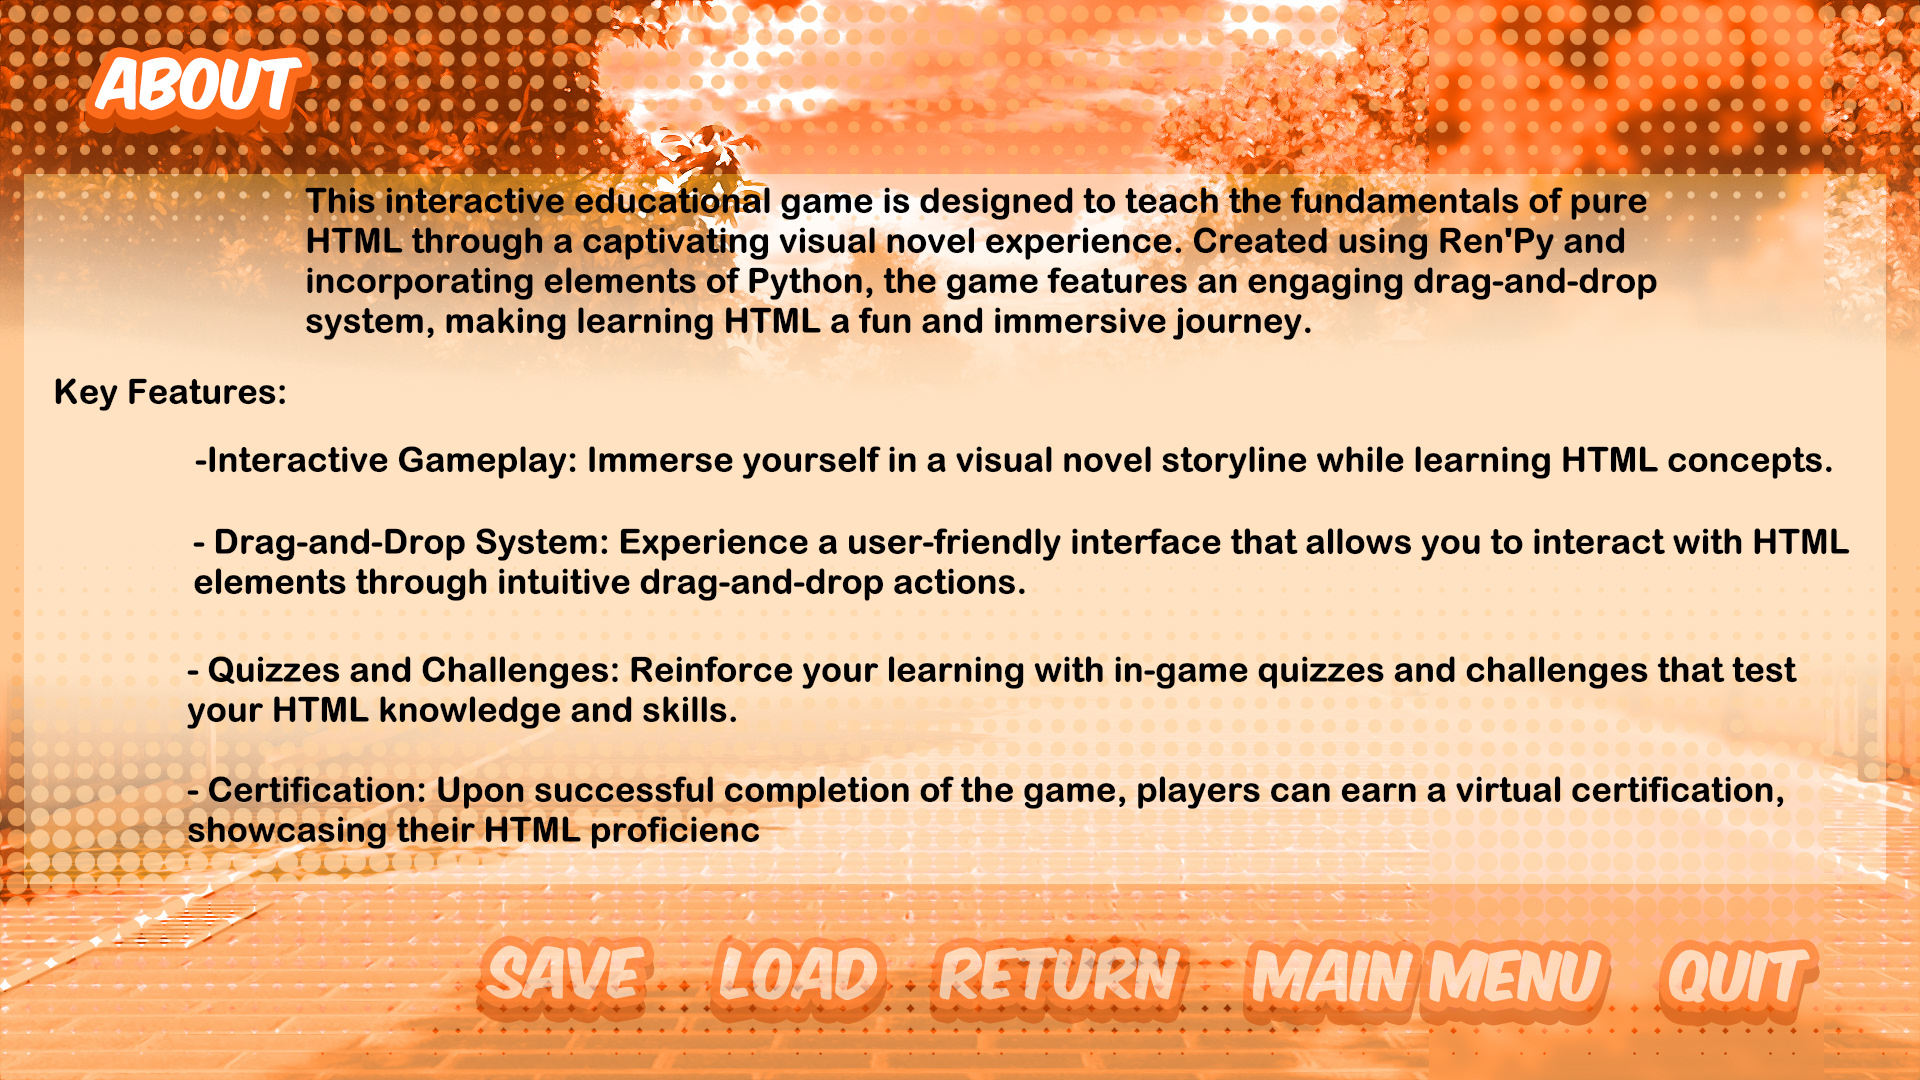 ABOUT
This interactive educational game is designed to teach the fundamentals of pure
HTML through a captivating visual novel experience. Created using Ren'Py and
incorporating elements of Python, the game features an engaging drag-and-drop
system, making learning HTML a fun and immersive journey.
Key Features:
-Interactive Gameplay: Immerse yourself in a visual novel storyline while learning HTML concepts.
- Drag-and-Drop System: Experience a user-friendly interface that allows you to interact with HTML
elements through intuitive drag-and-drop actions.
- Quizzes and Challenges: Reinforce your learning with in-game quizzes and challenges that test
your HTML knowledge and skills.
- Certification: Upon successful completion of the game, players can earn a virtual certification,
showcasing their HTML proficienc
SAVE LOAD RETURN MAIN MENU QUIT